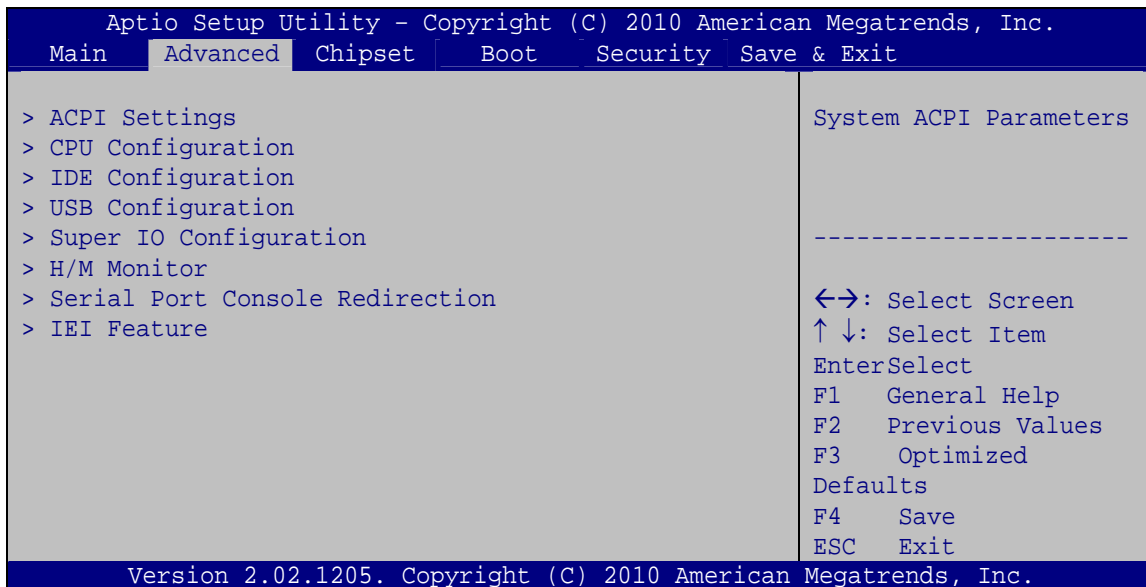 Aptio Setup Utility – Copyright (C) 2010 American Megatrends, Inc.
Main Advanced Chipset Boot Security Save & Exit
> ACPI Settings
> CPU Configuration
> IDE Configuration
> USB Configuration
> Super IO Configuration
> H/M Monitor
> Serial Port Console Redirection
> IEI Feature
System ACPI Parameters
----------------------
←→: Select Screen
↑ ↓: Select Item
EnterSelect
F1 General Help
F2 Previous Values
F3 Optimized
Defaults
F4 Save
ESC Exit
Version 2.02.1205. Copyright (C) 2010 American Megatrends, Inc.